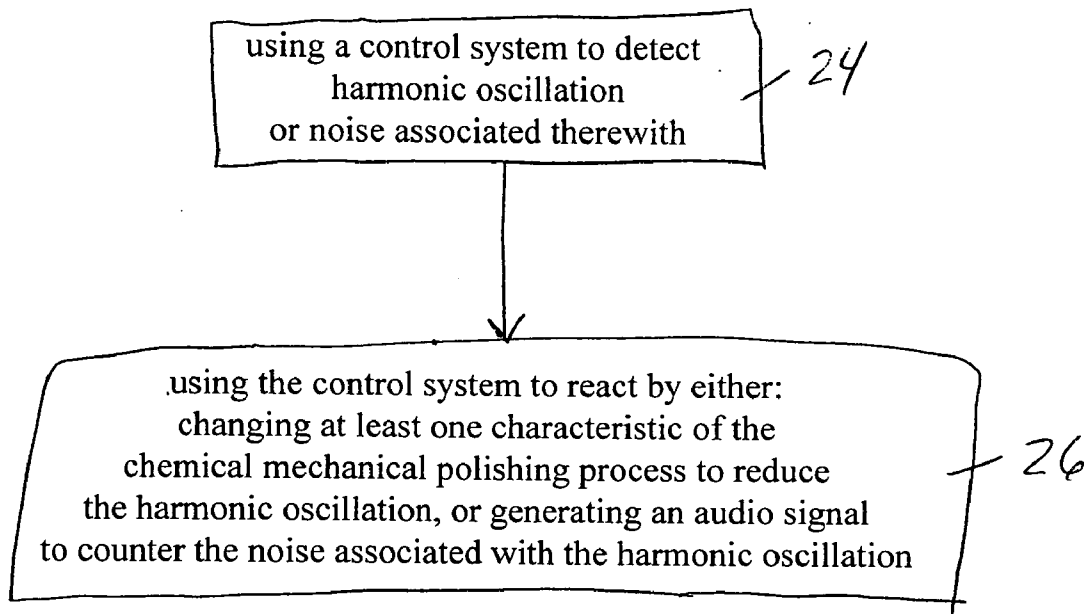 using a control system to detect
harmonic oscillation
or noise associated therewith
24
using the control system to react by either:
changing at least one characteristic of the
chemical mechanical polishing process to reduce
the harmonic oscillation, or generating an audio signal
to counter the noise associated with the harmonic oscillation
26